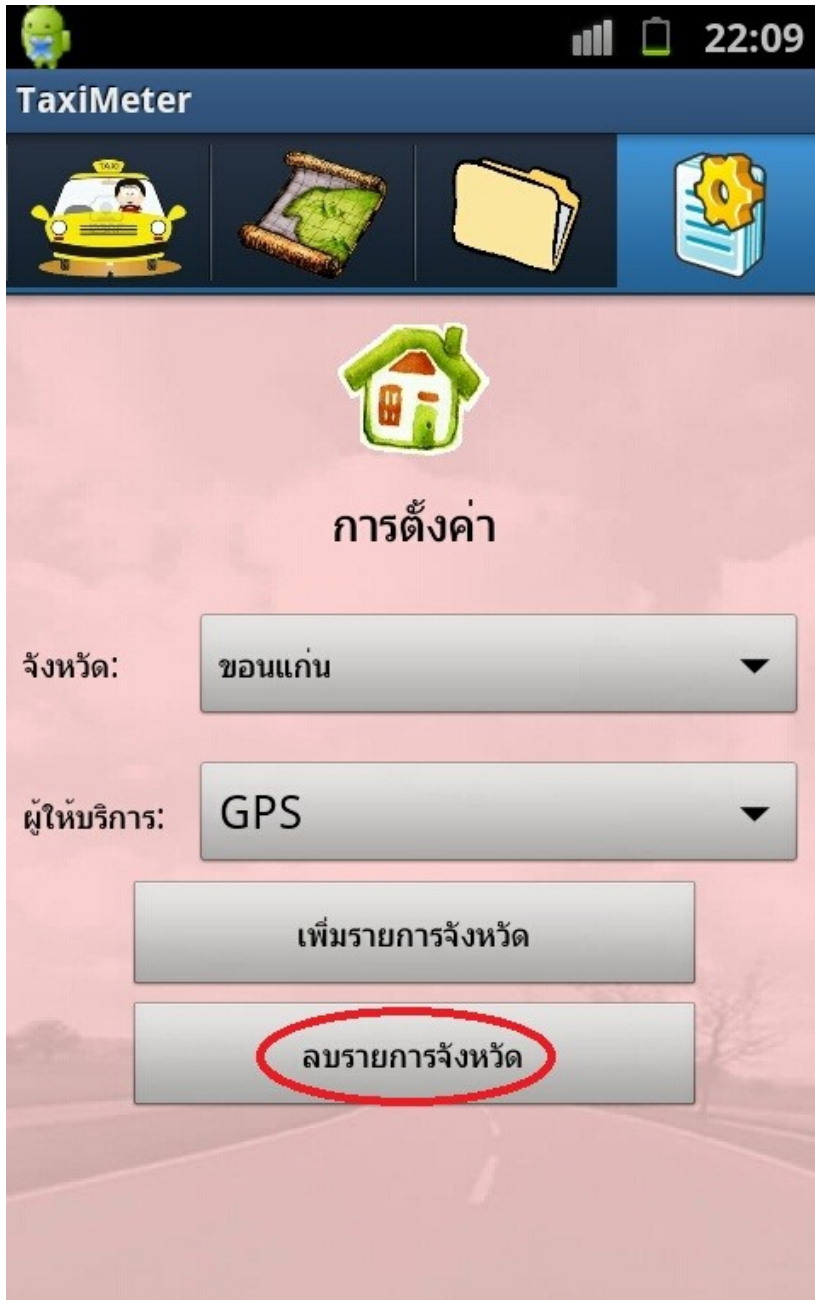 22:09
TaxiMeter
TAXI
การตั้งค่า
จังหวัด: ขอนแก่น
ผู้ให้บริการ: GPS
เพิ่มรายการจังหวัด
ลบรายการจังหวัด